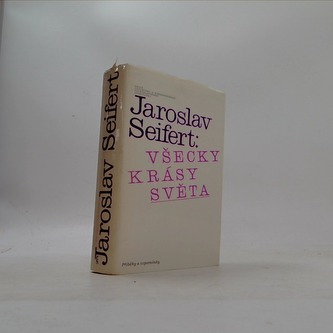 Jaroslav Seifert:
Jaroslav
Seifert:
VŠECKY
KRÁSY
SVĚTA